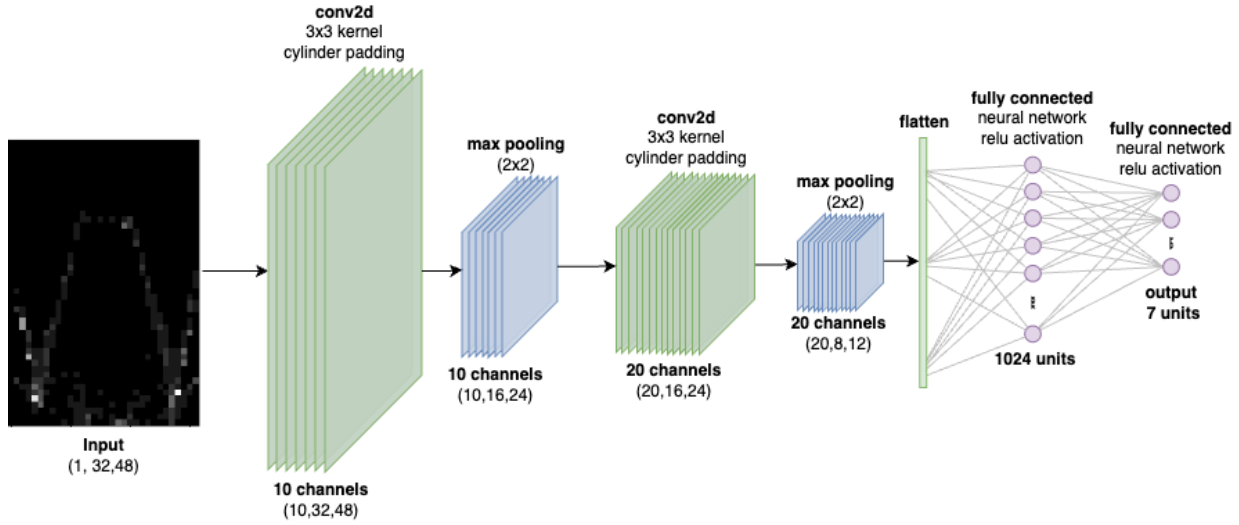 conv2d
3x3 kernel
cylinder padding
max pooling
(2x2)
conv2d
3x3 kernel
cylinder padding
max pooling
(2x2)
flatten
fully connected
neural network
relu activation
fully connected
neural network
relu activation
Input
(1, 32,48)
10 channels
(10,32,48)
10 channels
(10,16,24)
20 channels
(20,16,24)
20 channels
(20,8,12)
1024 units
output
7 units